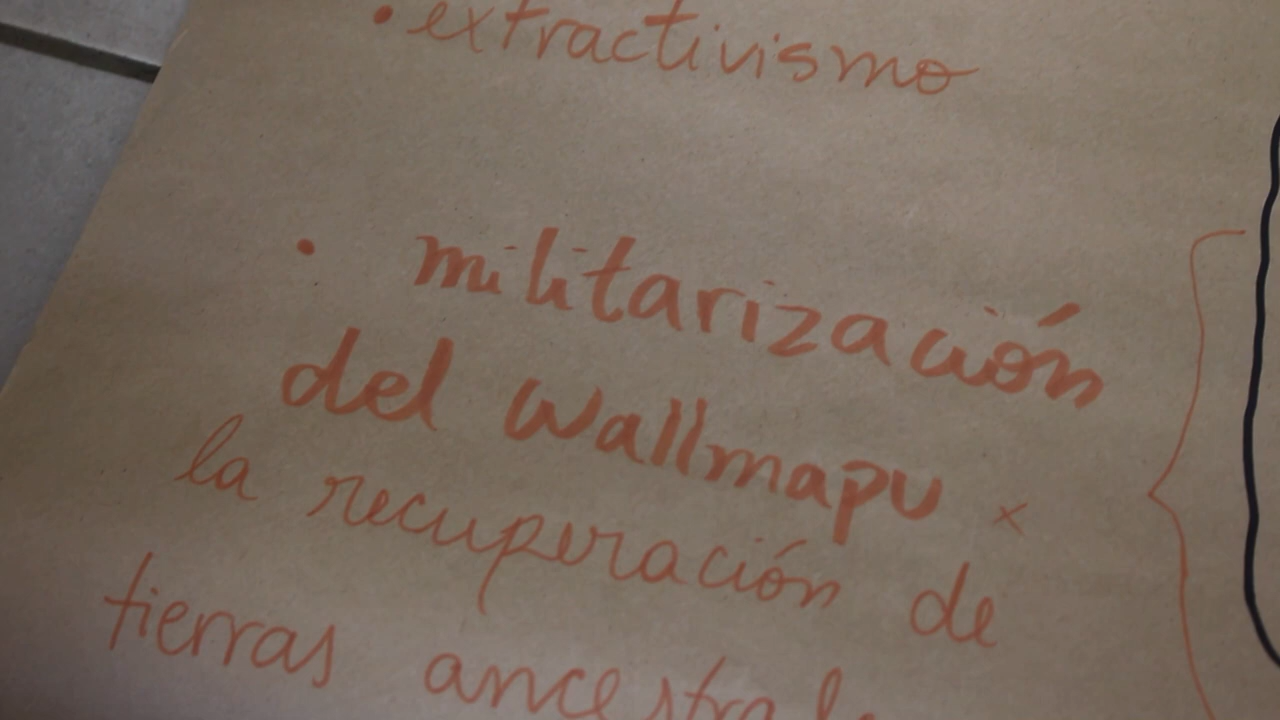 • extractivismo
• militarización
del Wallmapu x
la recuperación de
tierras